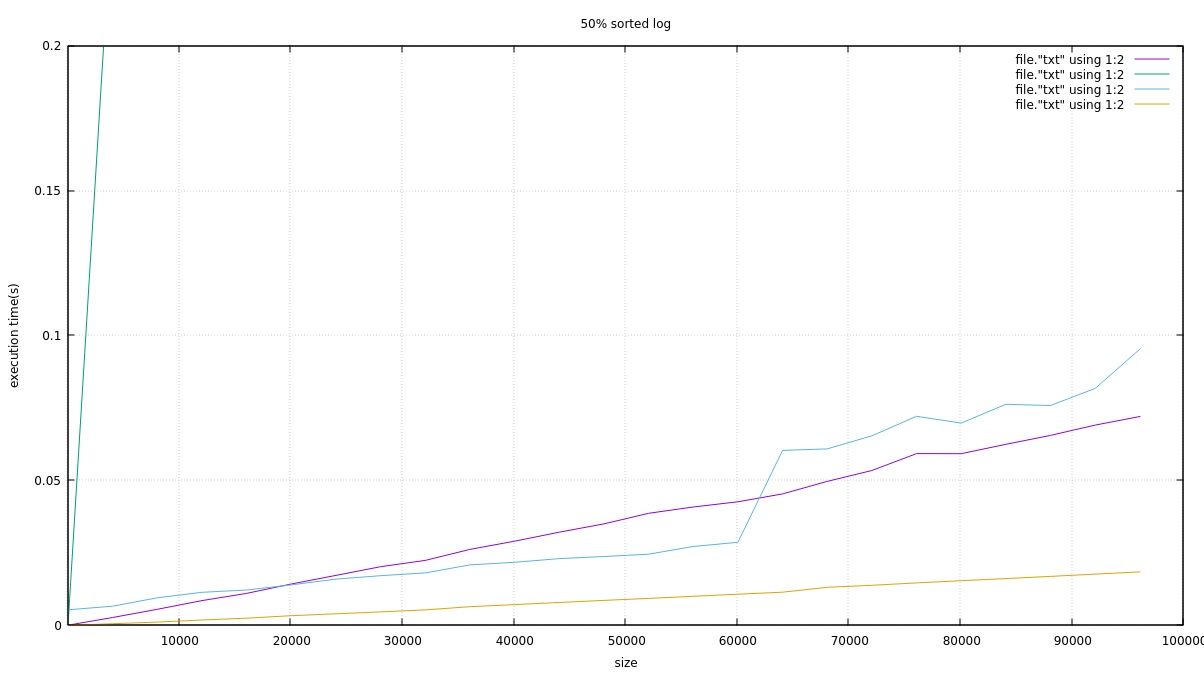 50% sorted log
0.2
0.15
0.1
0.05
0
execution time(s)
file."txt" using 1:2
file."txt" using 1:2
file."txt" using 1:2
file."txt" using 1:2
10000 20000 30000 40000 50000 60000 70000 80000 90000 100000
size